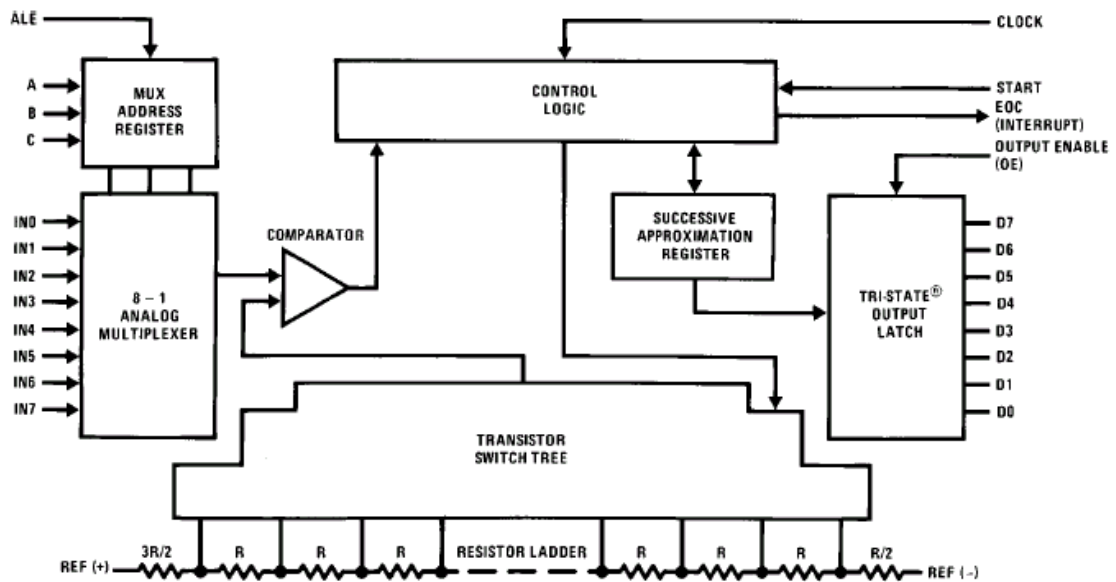 ALE
CLOCK
A
B
C
MUX
ADDRESS
REGISTER
CONTROL
LOGIC
START
EOC
(INTERRUPT)
OUTPUT ENABLE
(OE)
IN0
IN1
IN2
IN3
IN4
IN5
IN6
IN7
8 – 1
ANALOG
MULTIPLEXER
COMPARATOR
SUCCESSIVE
APPROXIMATION
REGISTER
TRI-STATE®
OUTPUT
LATCH
D7
D6
D5
D4
D3
D2
D1
D0
TRANSISTOR
SWITCH TREE
REF (+)
3R/2
R
R
R
RESISTOR LADDER
R
R
R
R/2
REF (–)